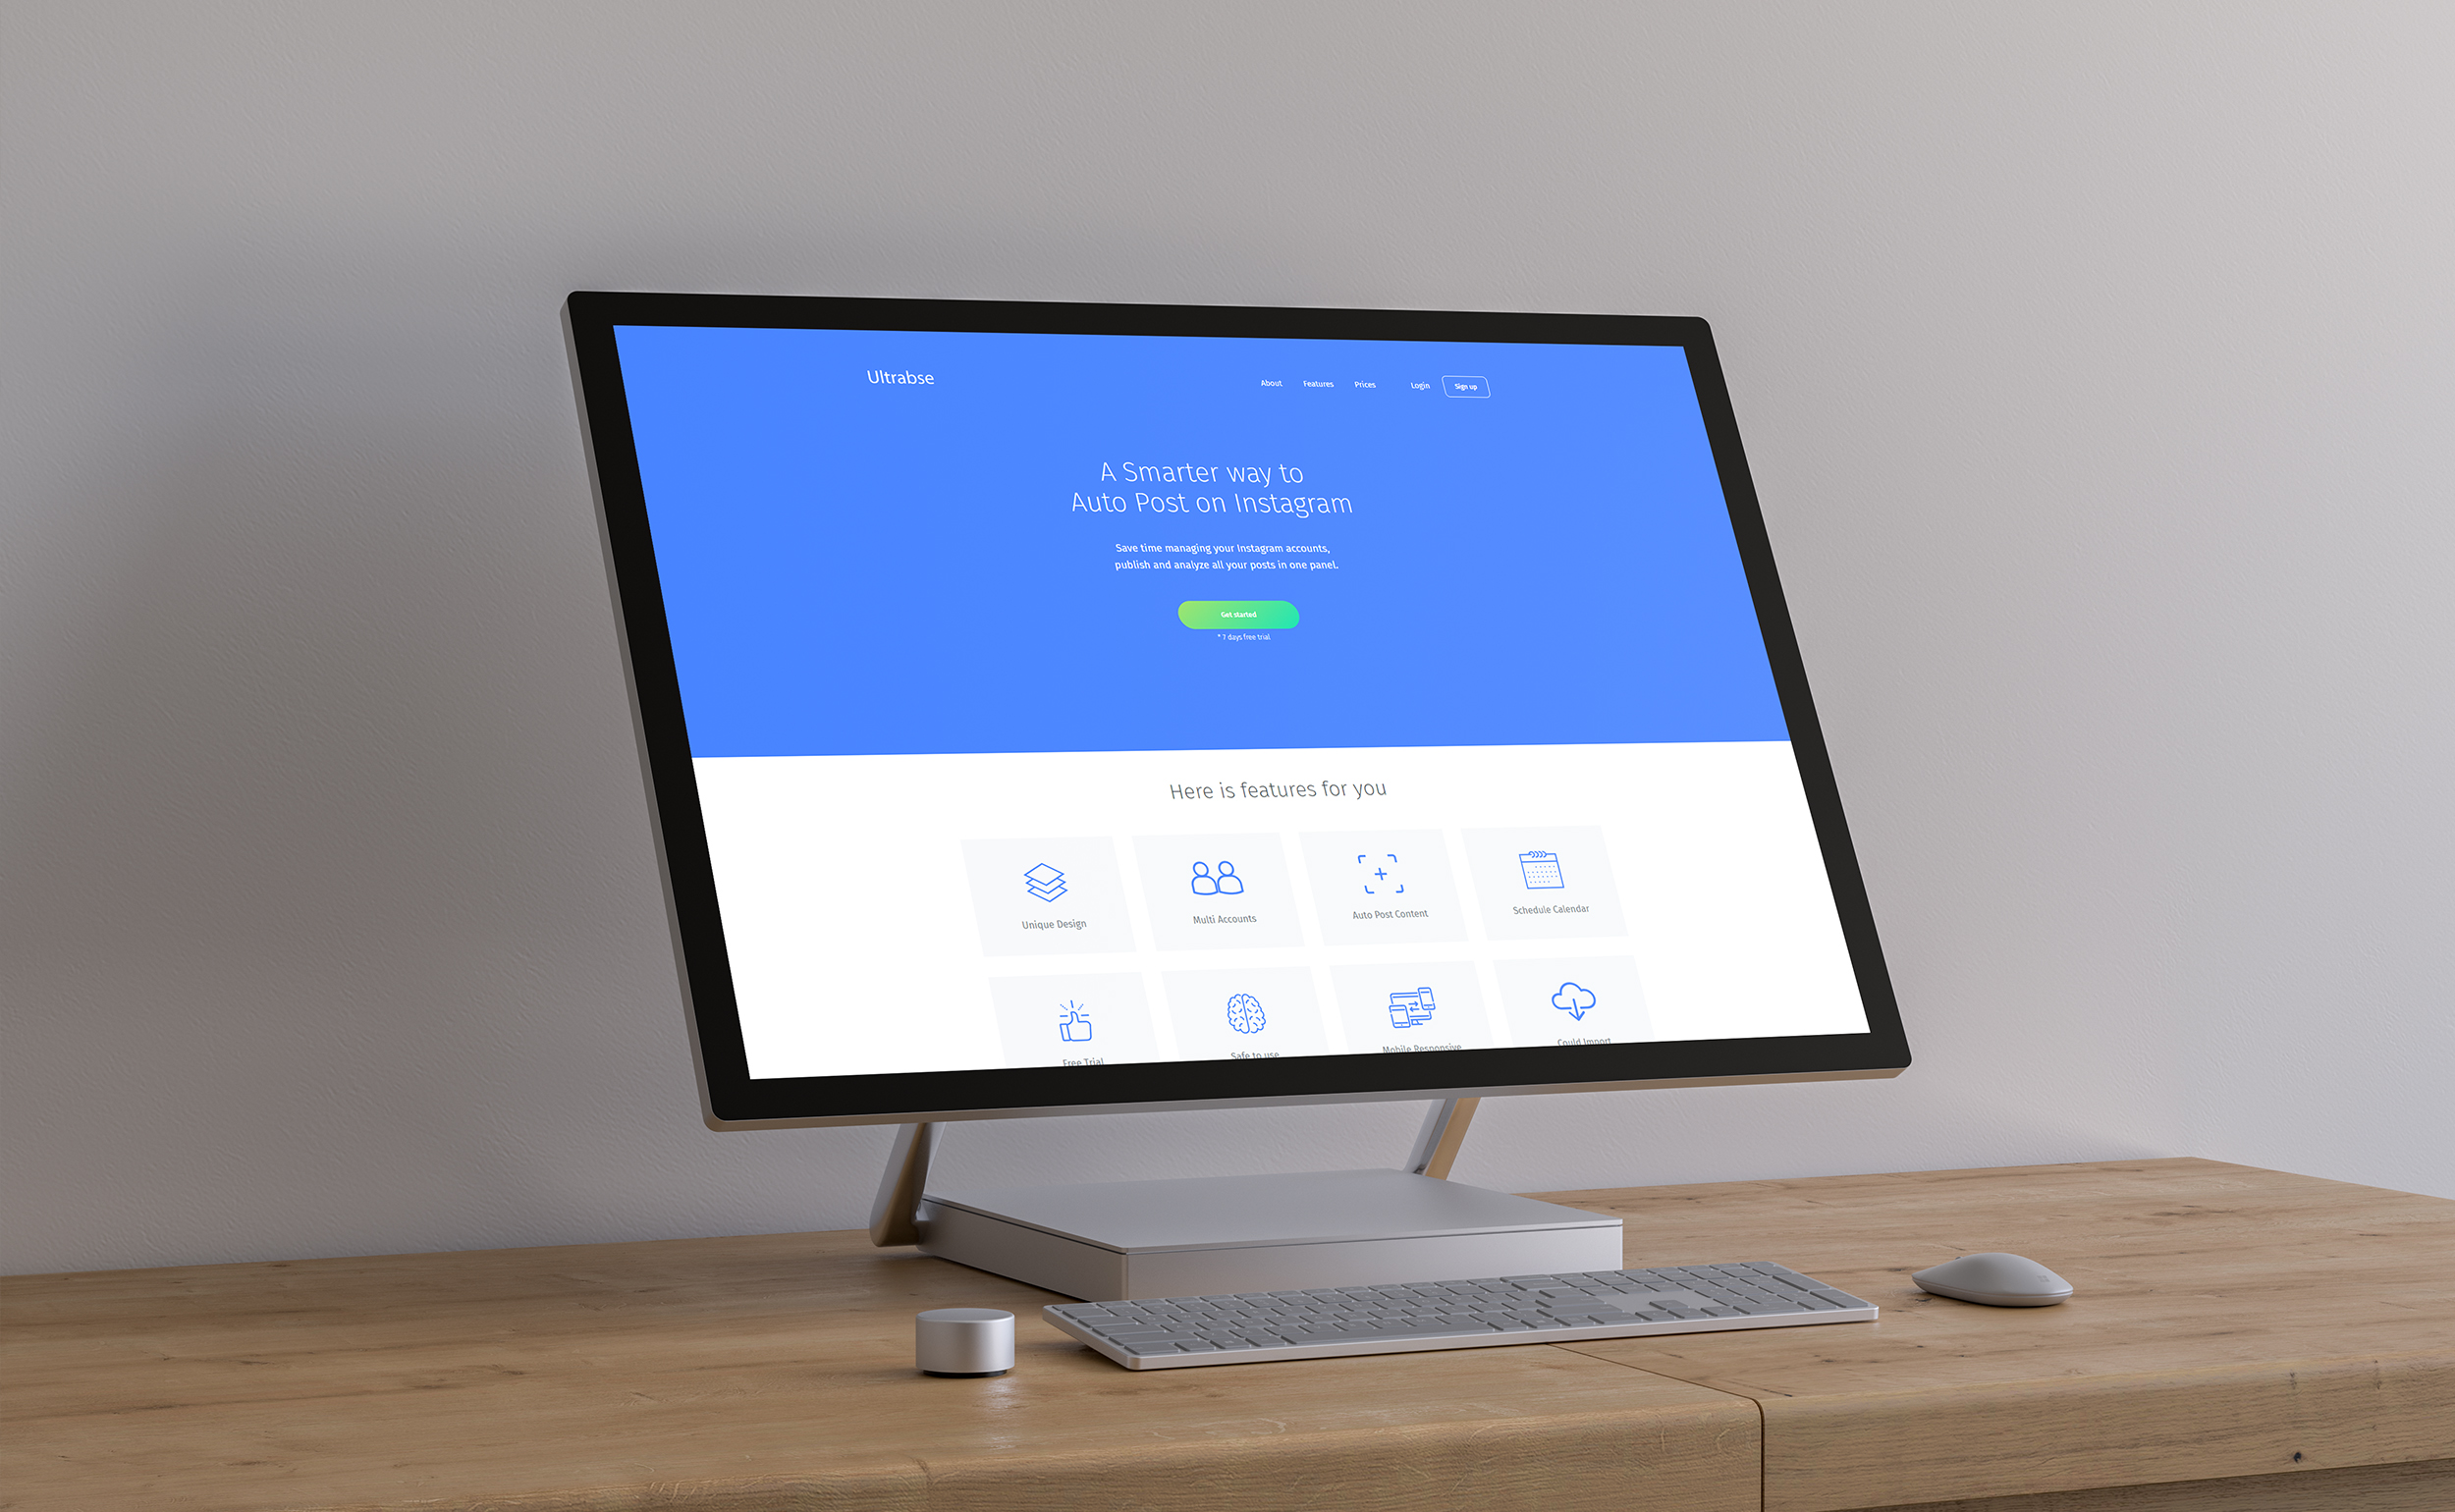 Ultrabse
About Features Prices Login Sign up
A Smarter way to
Auto Post on Instagram
Save time managing your Instagram accounts,
publish and analyze all your posts in one panel.
Get started
* 7 days free trial
Here is features for you
Unique Design
Multi Accounts
Auto Post Content
Schedule Calendar
Free Trial
Safe to use
Mobile Responsive
Could Import